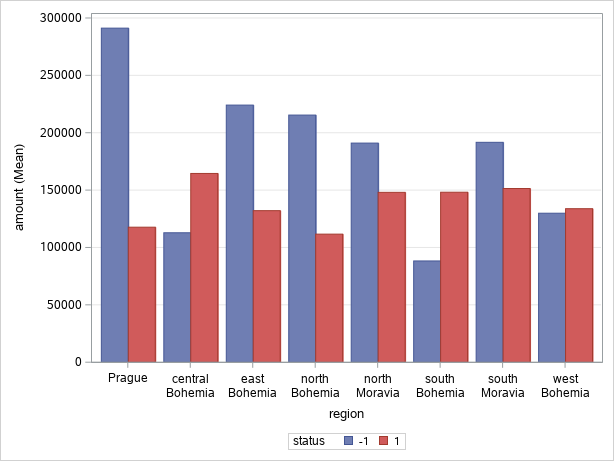 300000
250000
200000
150000
100000
50000
0
amount (Mean)
Prague
central
Bohemia
east
Bohemia
north
Bohemia
north
Moravia
south
Bohemia
south
Moravia
west
Bohemia
region
status -1 1